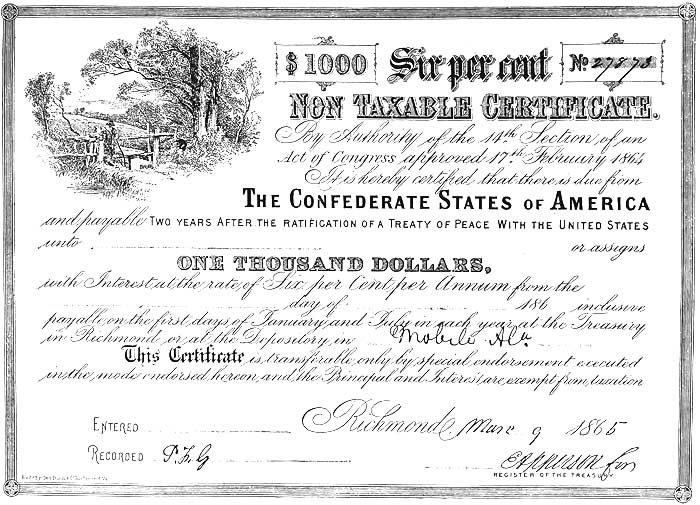 $1000 Six per cent No 27873
NON TAXABLE CERTIFICATE.
By Authority of the 14th Section of an
Act of Congress approved 17th February 1864
It is hereby certified that there is due from
THE CONFEDERATE STATES OF AMERICA
and payable TWO YEARS AFTER THE RATIFICATION OF A TREATY OF PEACE WITH THE UNITED STATES
unto or assigns
ONE THOUSAND DOLLARS,
with Interest at the rate of Six per Cent per Annum from the
day of 186 inclusive
payable on the first days of January and July in each year at the Treasury
in Richmond or at the Depository in Mobile Ala
This Certificate is transferable only by special endorsement executed
in the mode endorsed hereon and the Principal and Interest are exempt from taxation
ENTERED Richmond Mar 9 1865
RECORDED
REGISTER OF THE TREASURY